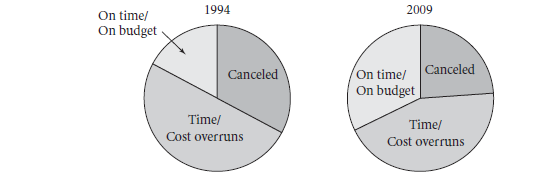 1994
On time/
On budget
Canceled
Time/
Cost overruns
2009
On time/
On budget
Canceled
Time/
Cost overruns